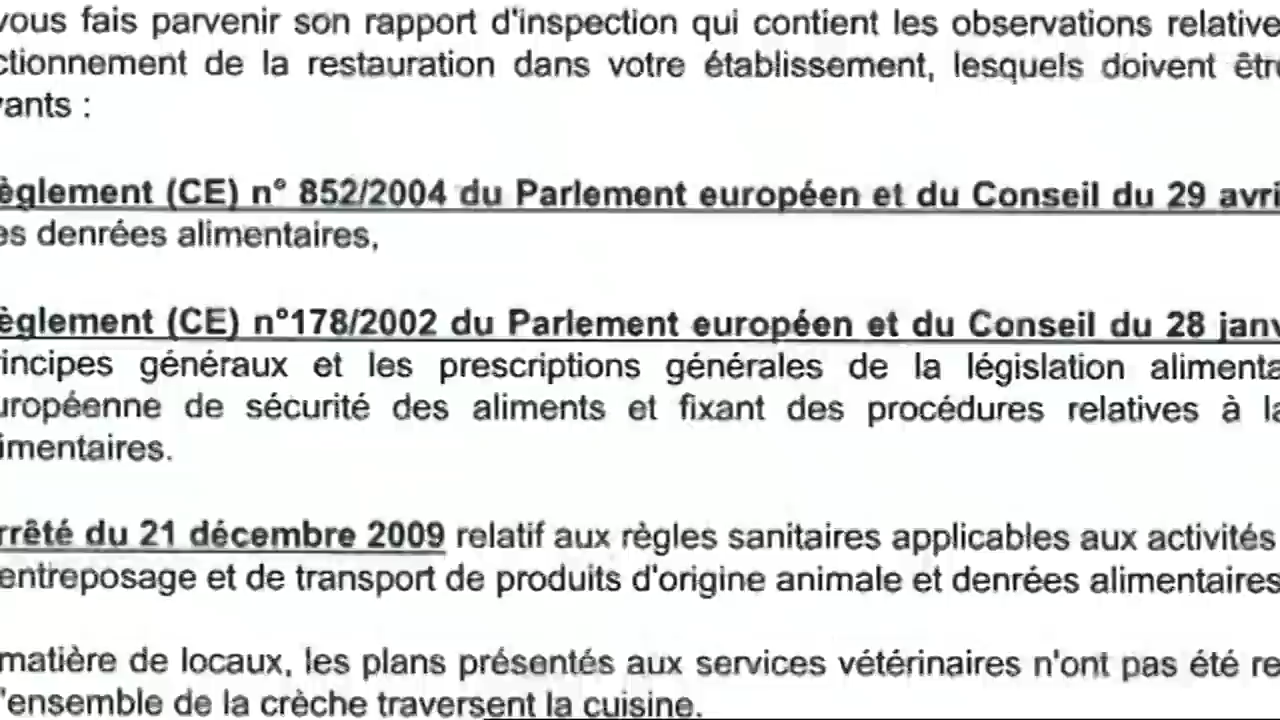 vous fais parvenir son rapport d'inspection qui contient les observations relative
ctionnement de la restauration dans votre établissement, lesquels doivent êtr
vants :
èglement (CE) n° 852/2004 du Parlement européen et du Conseil du 29 avri
es denrées alimentaires,
èglement (CE) n°178/2002 du Parlement européen et du Conseil du 28 janv
rincipes généraux et les prescriptions générales de la législation alimenta
uropéenne de sécurité des aliments et fixant des procédures relatives à la
imentaires.
rrêté du 21 décembre 2009 relatif aux règles sanitaires applicables aux activités
entreposage et de transport de produits d'origine animale et denrées alimentaires
matière de locaux, les plans présentés aux services vétérinaires n'ont pas été re
'ensemble de la crèche traversent la cuisine.